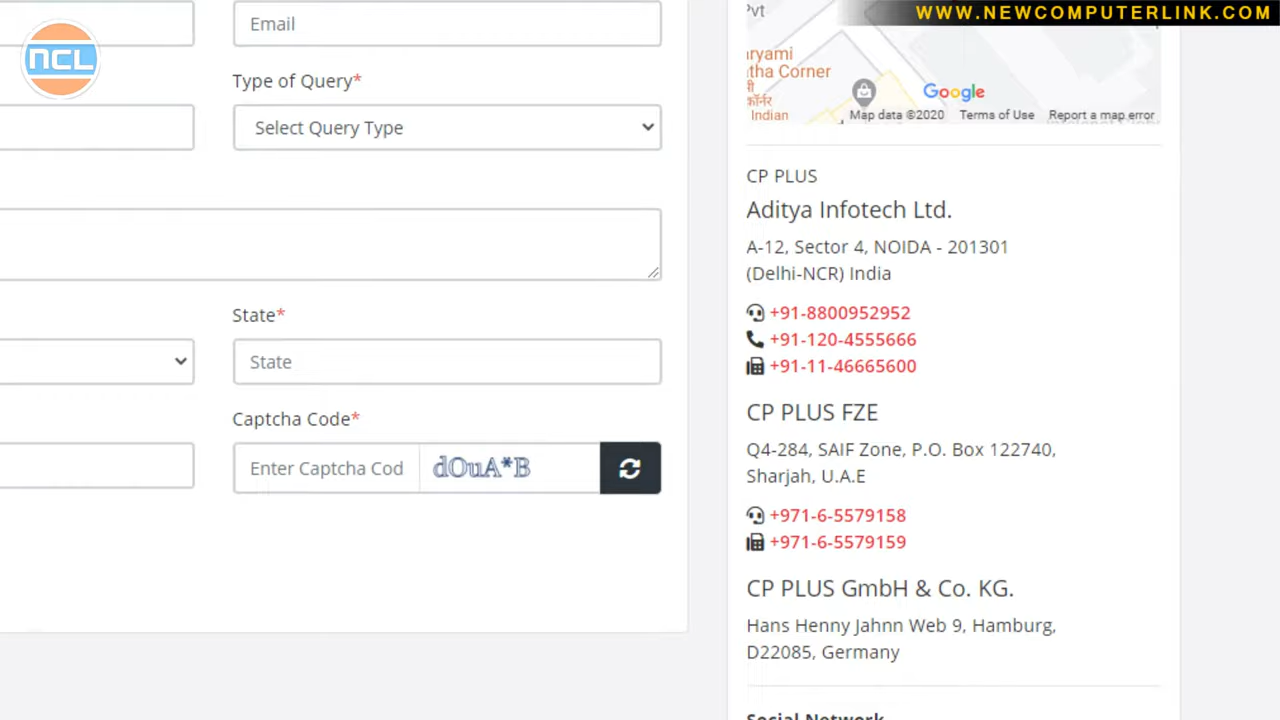 WWW.NEWCOMPUTERLINK.COM
NCL
Email
Type of Query*
Select Query Type
State*
State
Captcha Code*
Enter Captcha Cod
dOuA*B
Pvt
aryami
tha Corner
कॉर्नर
Indian
Google
Map data ©2020 Terms of Use Report a map error
CP PLUS
Aditya Infotech Ltd.
A-12, Sector 4, NOIDA - 201301
(Delhi-NCR) India
+91-8800952952
+91-120-4555666
+91-11-46665600
CP PLUS FZE
Q4-284, SAIF Zone, P.O. Box 122740,
Sharjah, U.A.E
+971-6-5579158
+971-6-5579159
CP PLUS GmbH & Co. KG.
Hans Henny Jahnn Web 9, Hamburg,
D22085, Germany
Social Network